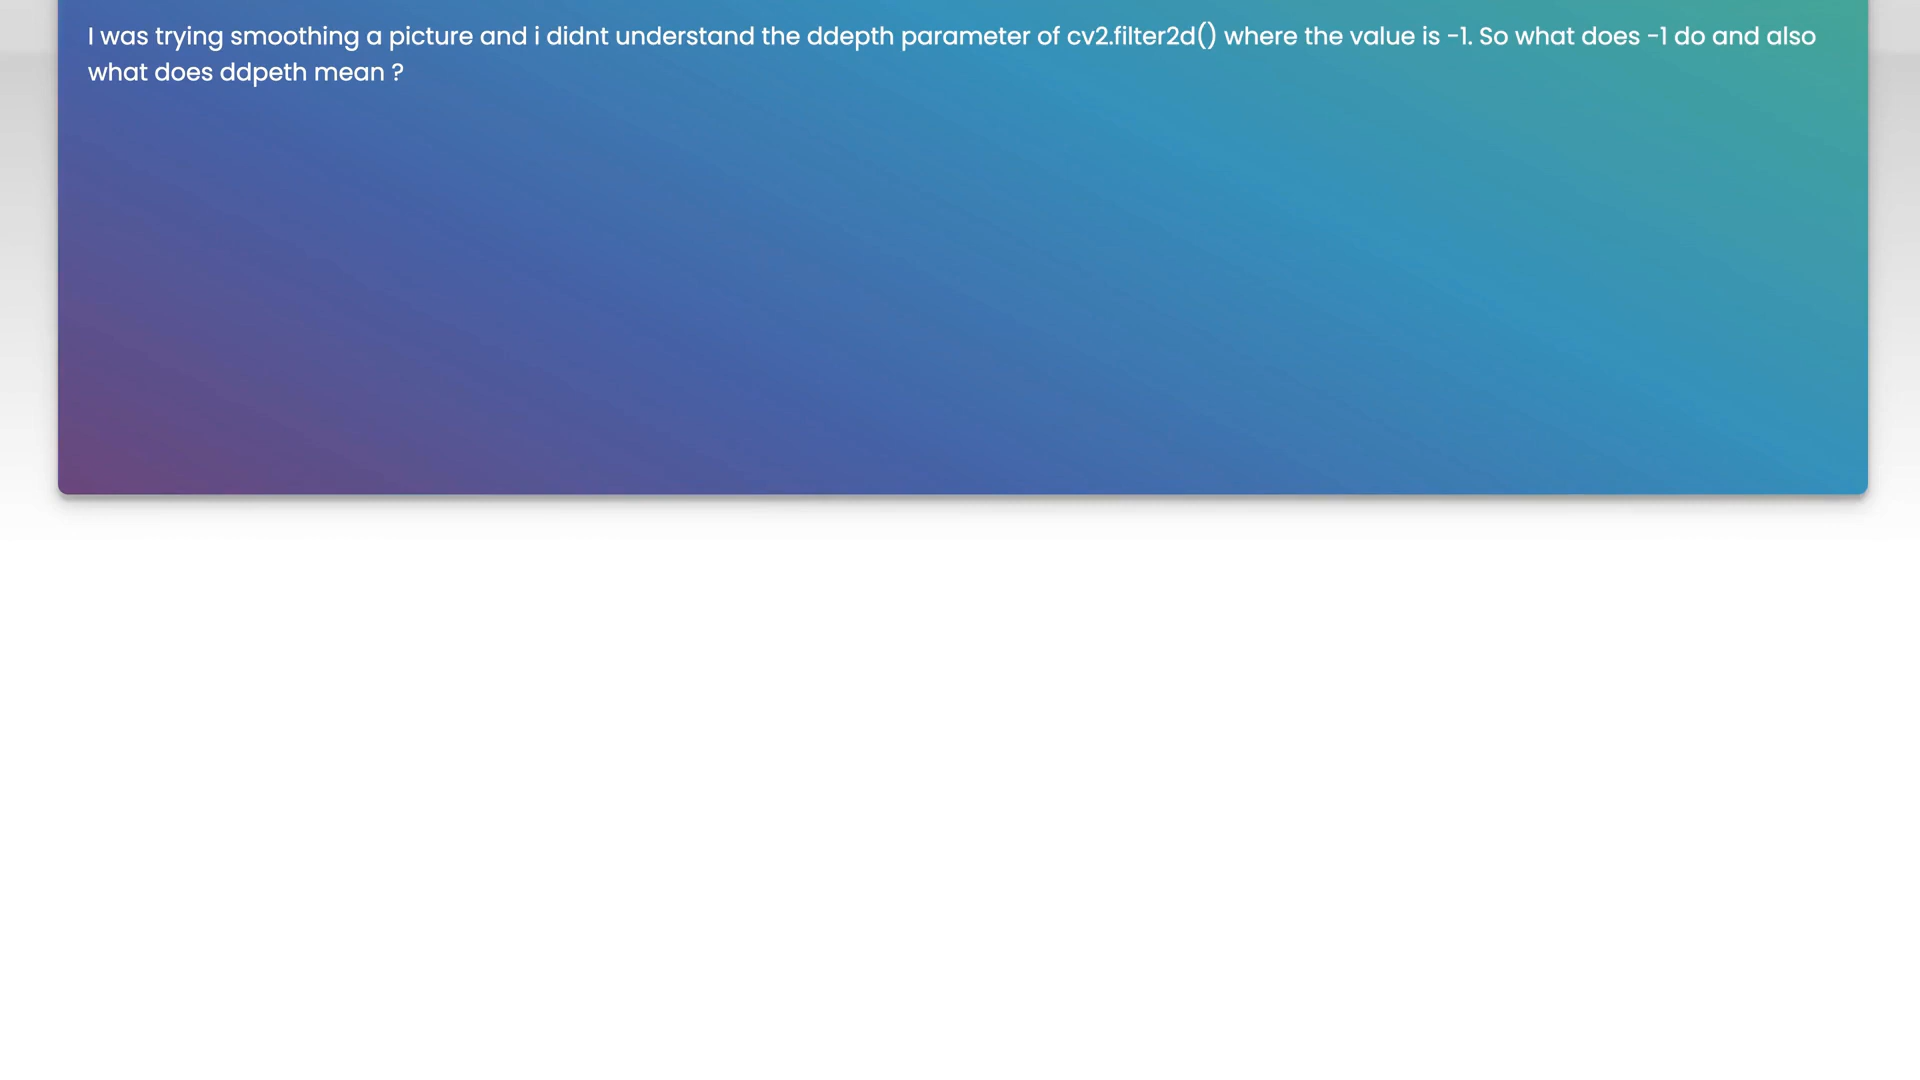 I was trying smoothing a picture and i didnt understand the ddepth parameter of cv2.filter2d() where the value is -1. So what does -1 do and also
what does ddpeth mean ?